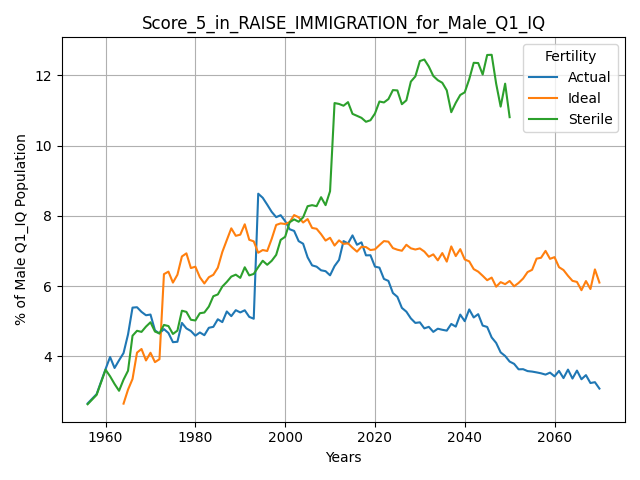 Score_5_in_RAISE_IMMIGRATION_for_Male_Q1_IQ
% of Male Q1_IQ Population
12
10
8
6
4
1960
1980
2000
2020
2040
2060
Years
Fertility
Actual
Ideal
Sterile